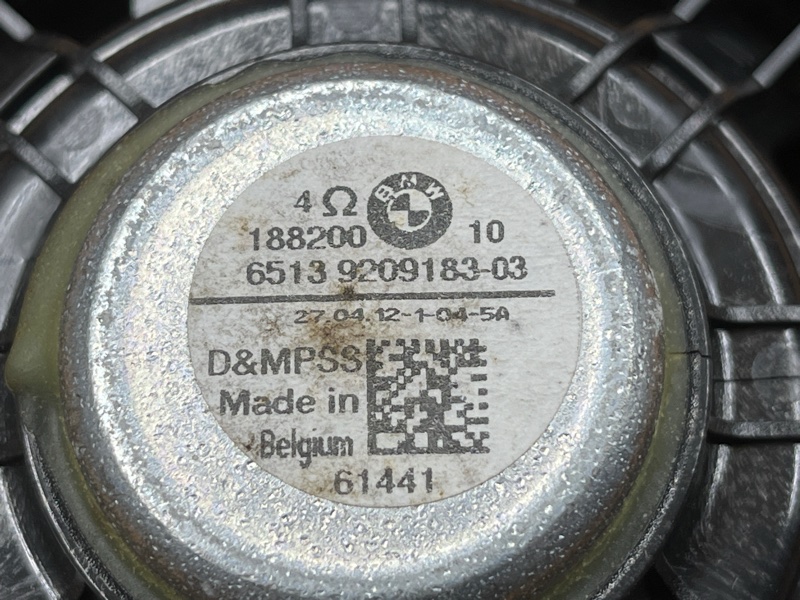 4Ω BMW
188200 10
6513 9209183-03
27.04.12-1-04-5A
D&MPSS
Made in
Belgium
61441